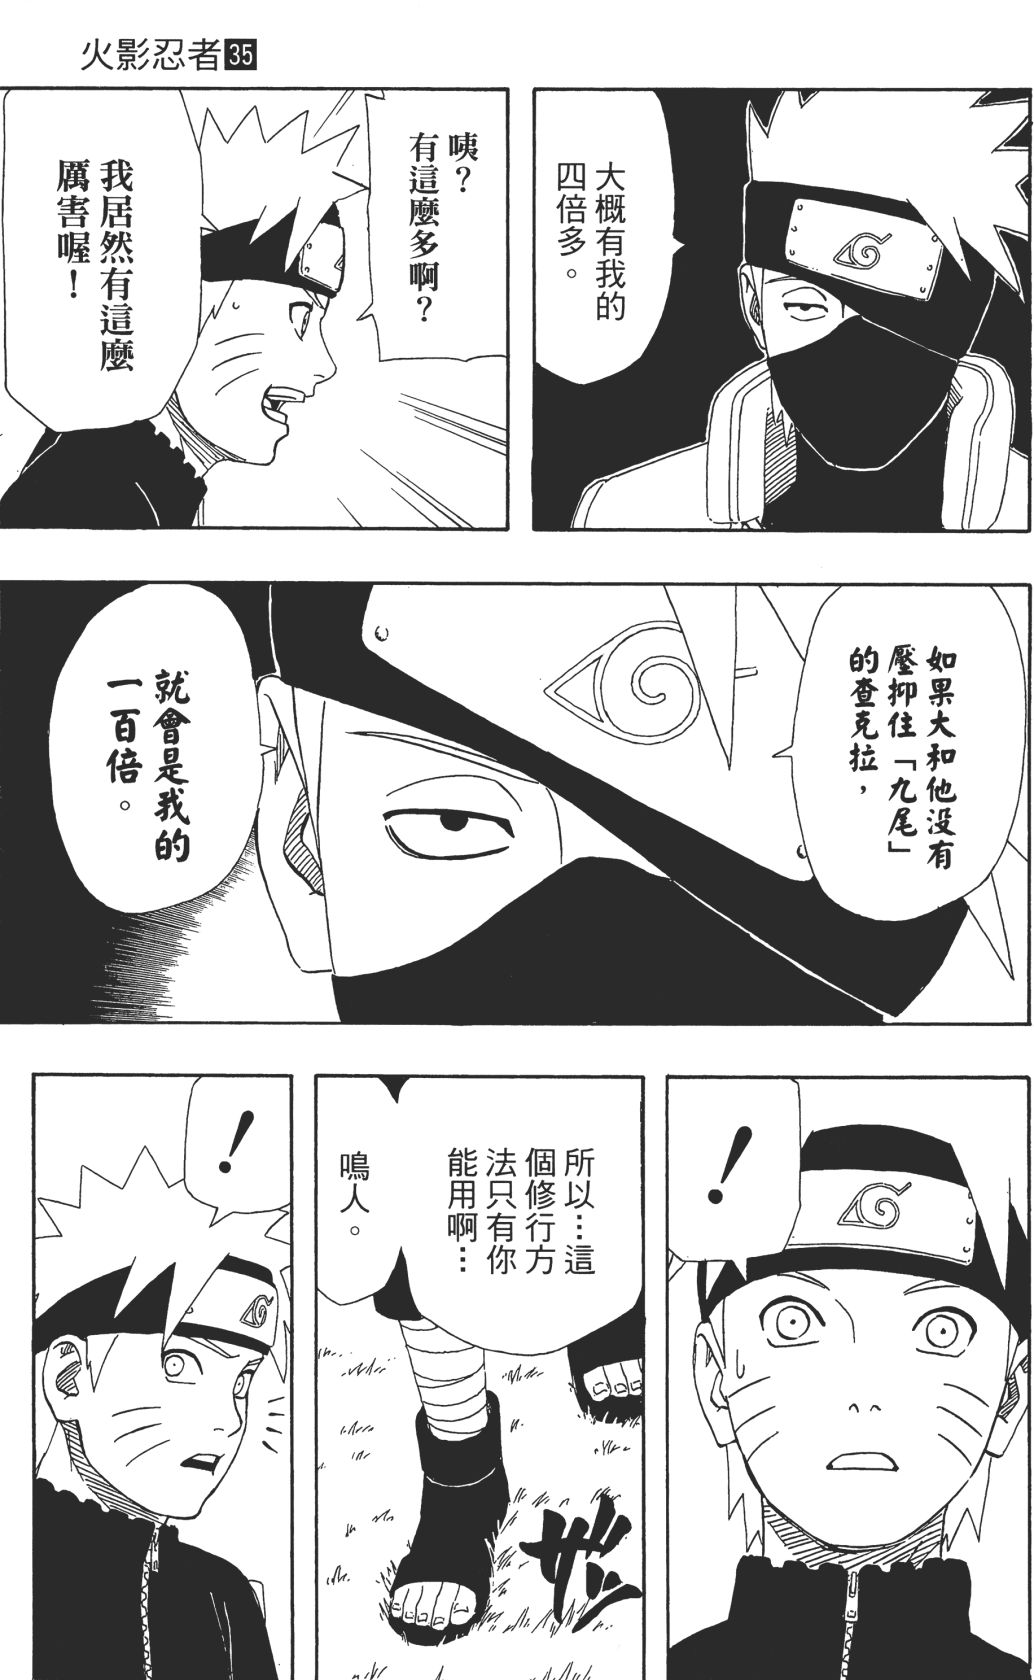 火影忍者35
大概有我的
四倍多。
咦？
有這麼多啊？
我居然有這麼
厲害喔！
如果大和他没有
壓抑住「九尾」
的查克拉，
就會是我的
一百倍。
！
所以…這
個修行方
法只有你
能用啊…
鳴人。
ザッ
！